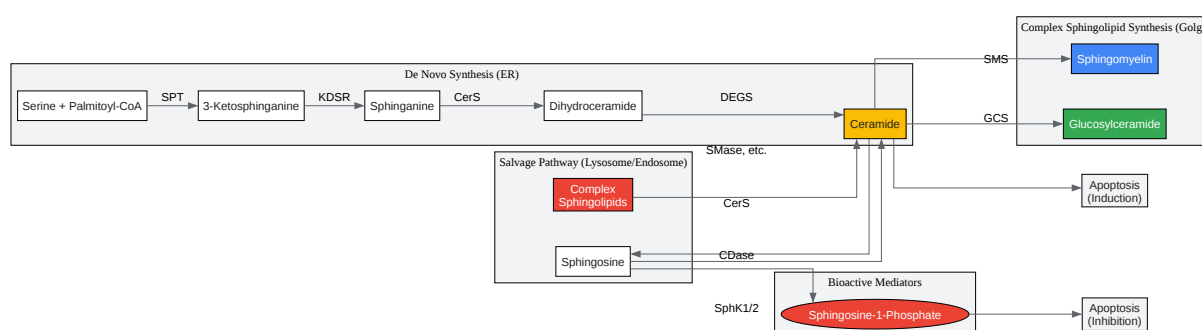 Complex Sphingolipid Synthesis (Golg
SMS
Sphingomyelin
De Novo Synthesis (ER)
Serine + Palmitoyl-CoA
SPT
3-Ketosphinganine
KDSR
Sphinganine
CerS
Dihydroceramide
DEGS
Ceramide
GCS
Glucosylceramide
SMase, etc.
Salvage Pathway (Lysosome/Endosome)
Complex
Sphingolipids
CerS
Apoptosis
(Induction)
Sphingosine
CDase
Bioactive Mediators
SphK1/2
Sphingosine-1-Phosphate
Apoptosis
(Inhibition)